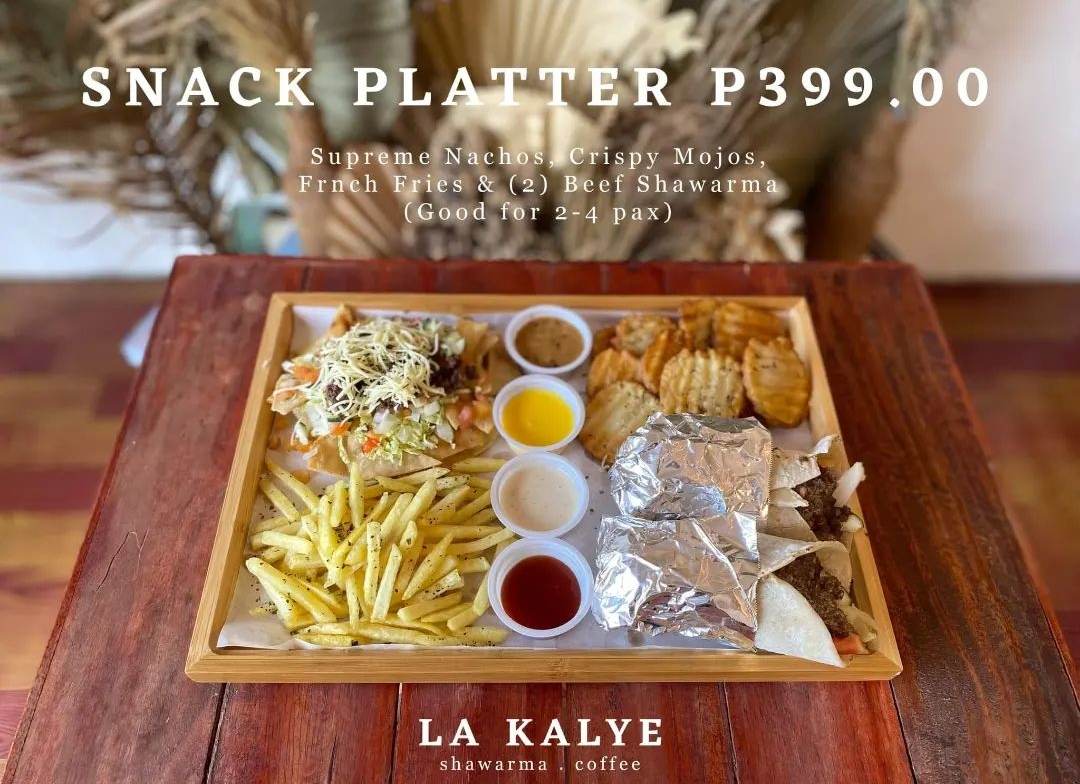 SNACK PLATTER P399.00
Supreme Nachos, Crispy Mojos,
Frnch Fries & (2) Beef Shawarma
(Good for 2-4 pax)
LA KALYE
shawarma . coffee